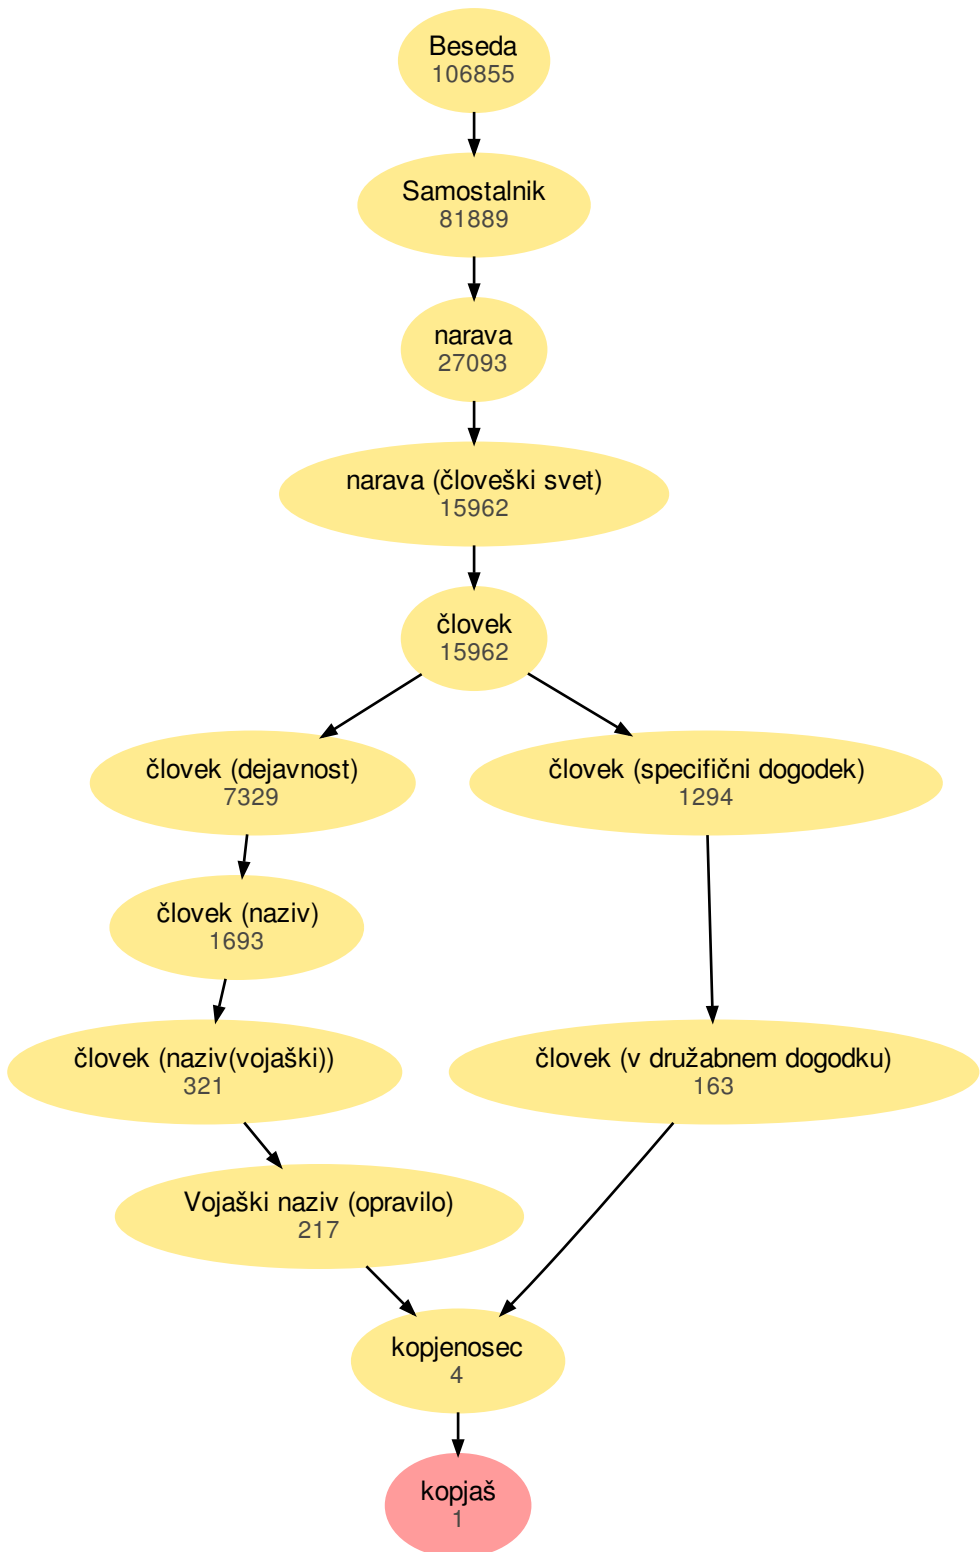 Beseda
106855
Samostalnik
81889
narava
27093
narava (človeški svet)
15962
človek
15962
človek (dejavnost)
7329
človek (specifični dogodek)
1294
človek (naziv)
1693
človek (naziv(vojaški))
321
človek (v družabnem dogodku)
163
Vojaški naziv (opravilo)
217
kopjenosec
4
kopjaš
1